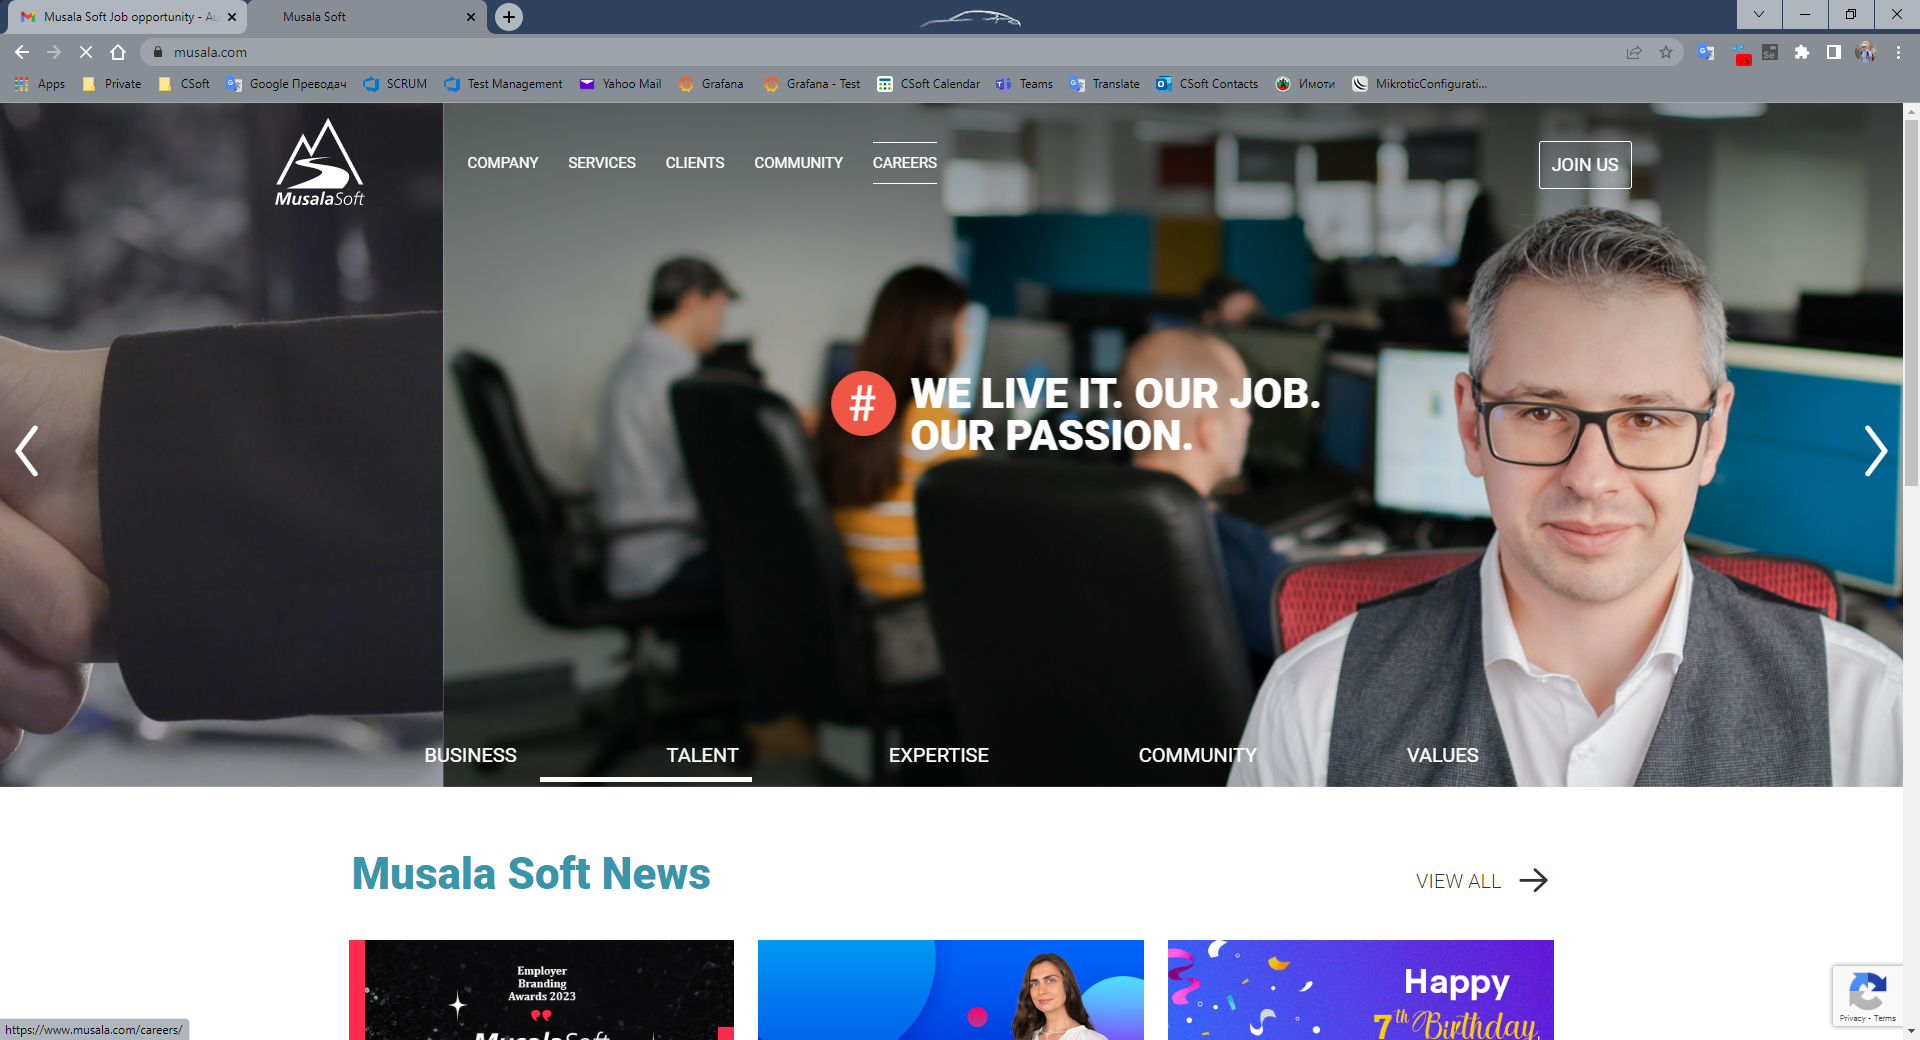 Musala Soft Job opportunity - Au
Musala Soft
musala.com
Apps
Private
CSoft
Google Преводач
SCRUM
Test Management
Yahoo Mail
Grafana
Grafana - Test
CSoft Calendar
Teams
Translate
CSoft Contacts
Имоти
MikroticConfigurati...
MusalaSoft
COMPANY
SERVICES
CLIENTS
COMMUNITY
CAREERS
JOIN US
# WE LIVE IT. OUR JOB.
OUR PASSION.
BUSINESS
TALENT
EXPERTISE
COMMUNITY
VALUES
Musala Soft News
VIEW ALL
Employer
Branding
Awards 2023
MusalaSoft
Happy
7th Birthday,
Privacy - Terms
https://www.musala.com/careers/